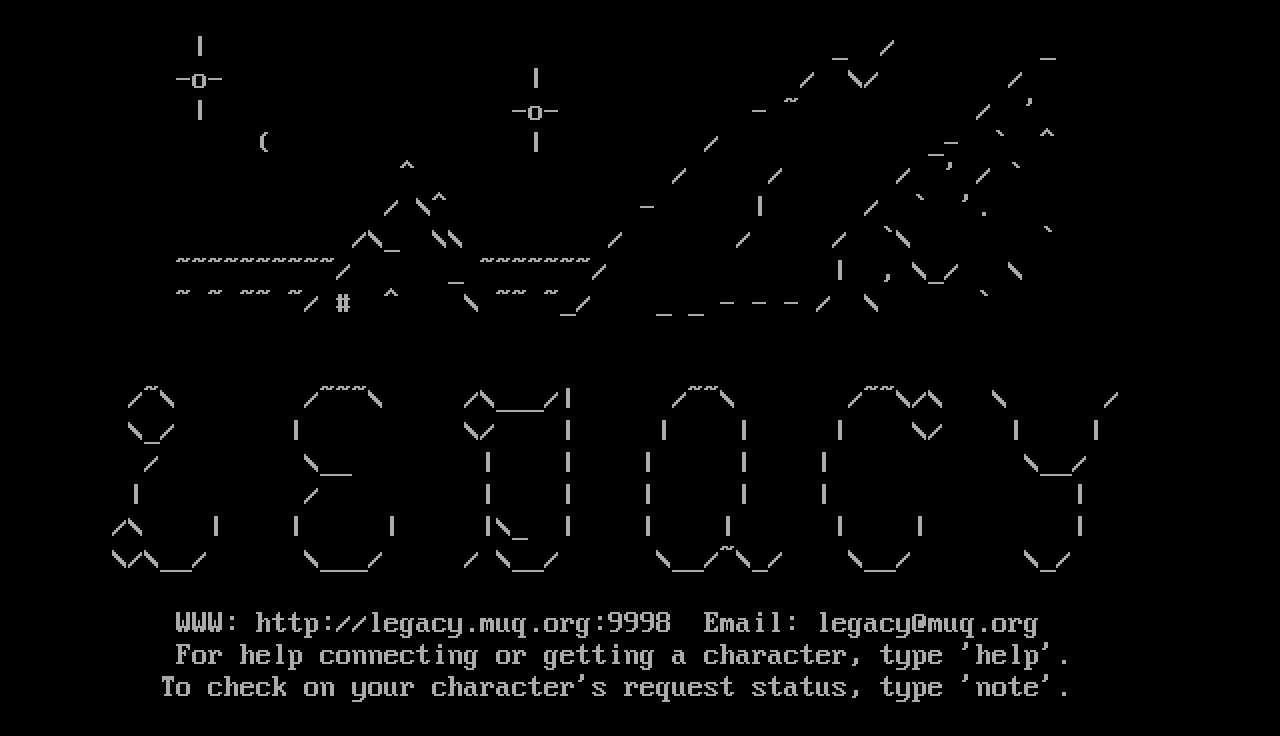 LEGACY
WWW: http://legacy.muq.org:9998  Email: legacy@muq.org
For help connecting or getting a character, type 'help'.
To check on your character's request status, type 'note'.